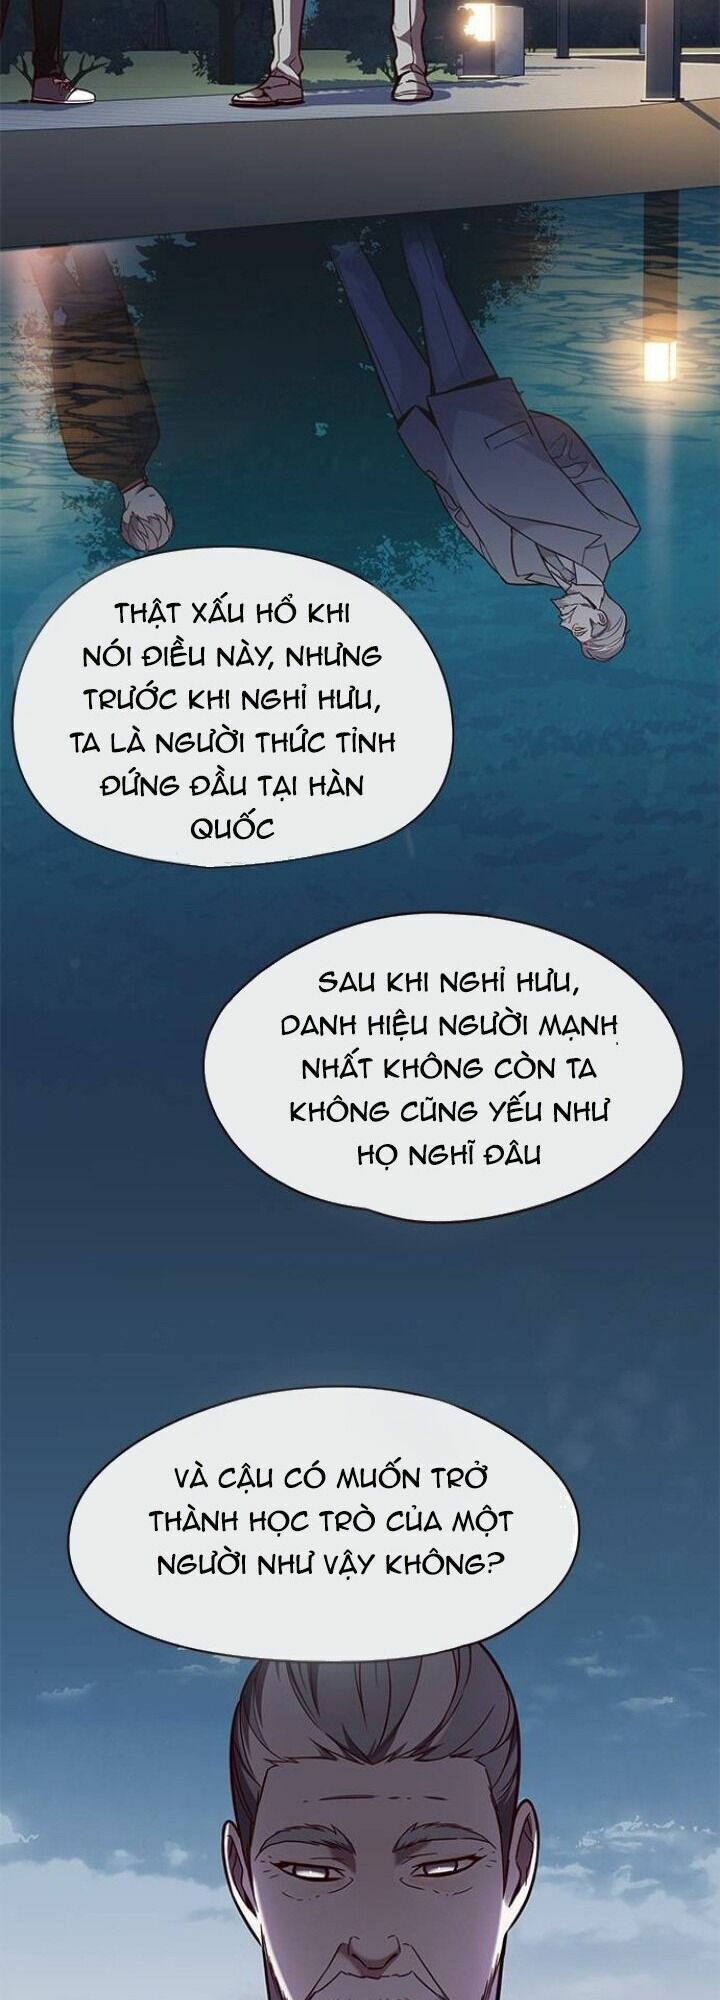 THẬT XẤU HỔ KHI
NÓI ĐIỀU NÀY, NHƯNG
TRƯỚC KHI NGHỈ HƯU,
TA LÀ NGƯỜI THỨC TỈNH
ĐỨNG ĐẦU TẠI HÀN
QUỐC
SAU KHI NGHỈ HƯU,
DANH HIỆU NGƯỜI MẠNH
NHẤT KHÔNG CÒN TA
KHÔNG CŨNG YẾU NHƯ
HỌ NGHĨ ĐÂU
VÀ CẬU CÓ MUỐN TRỞ
THÀNH HỌC TRÒ CỦA MỘT
NGƯỜI NHƯ VẬY KHÔNG?